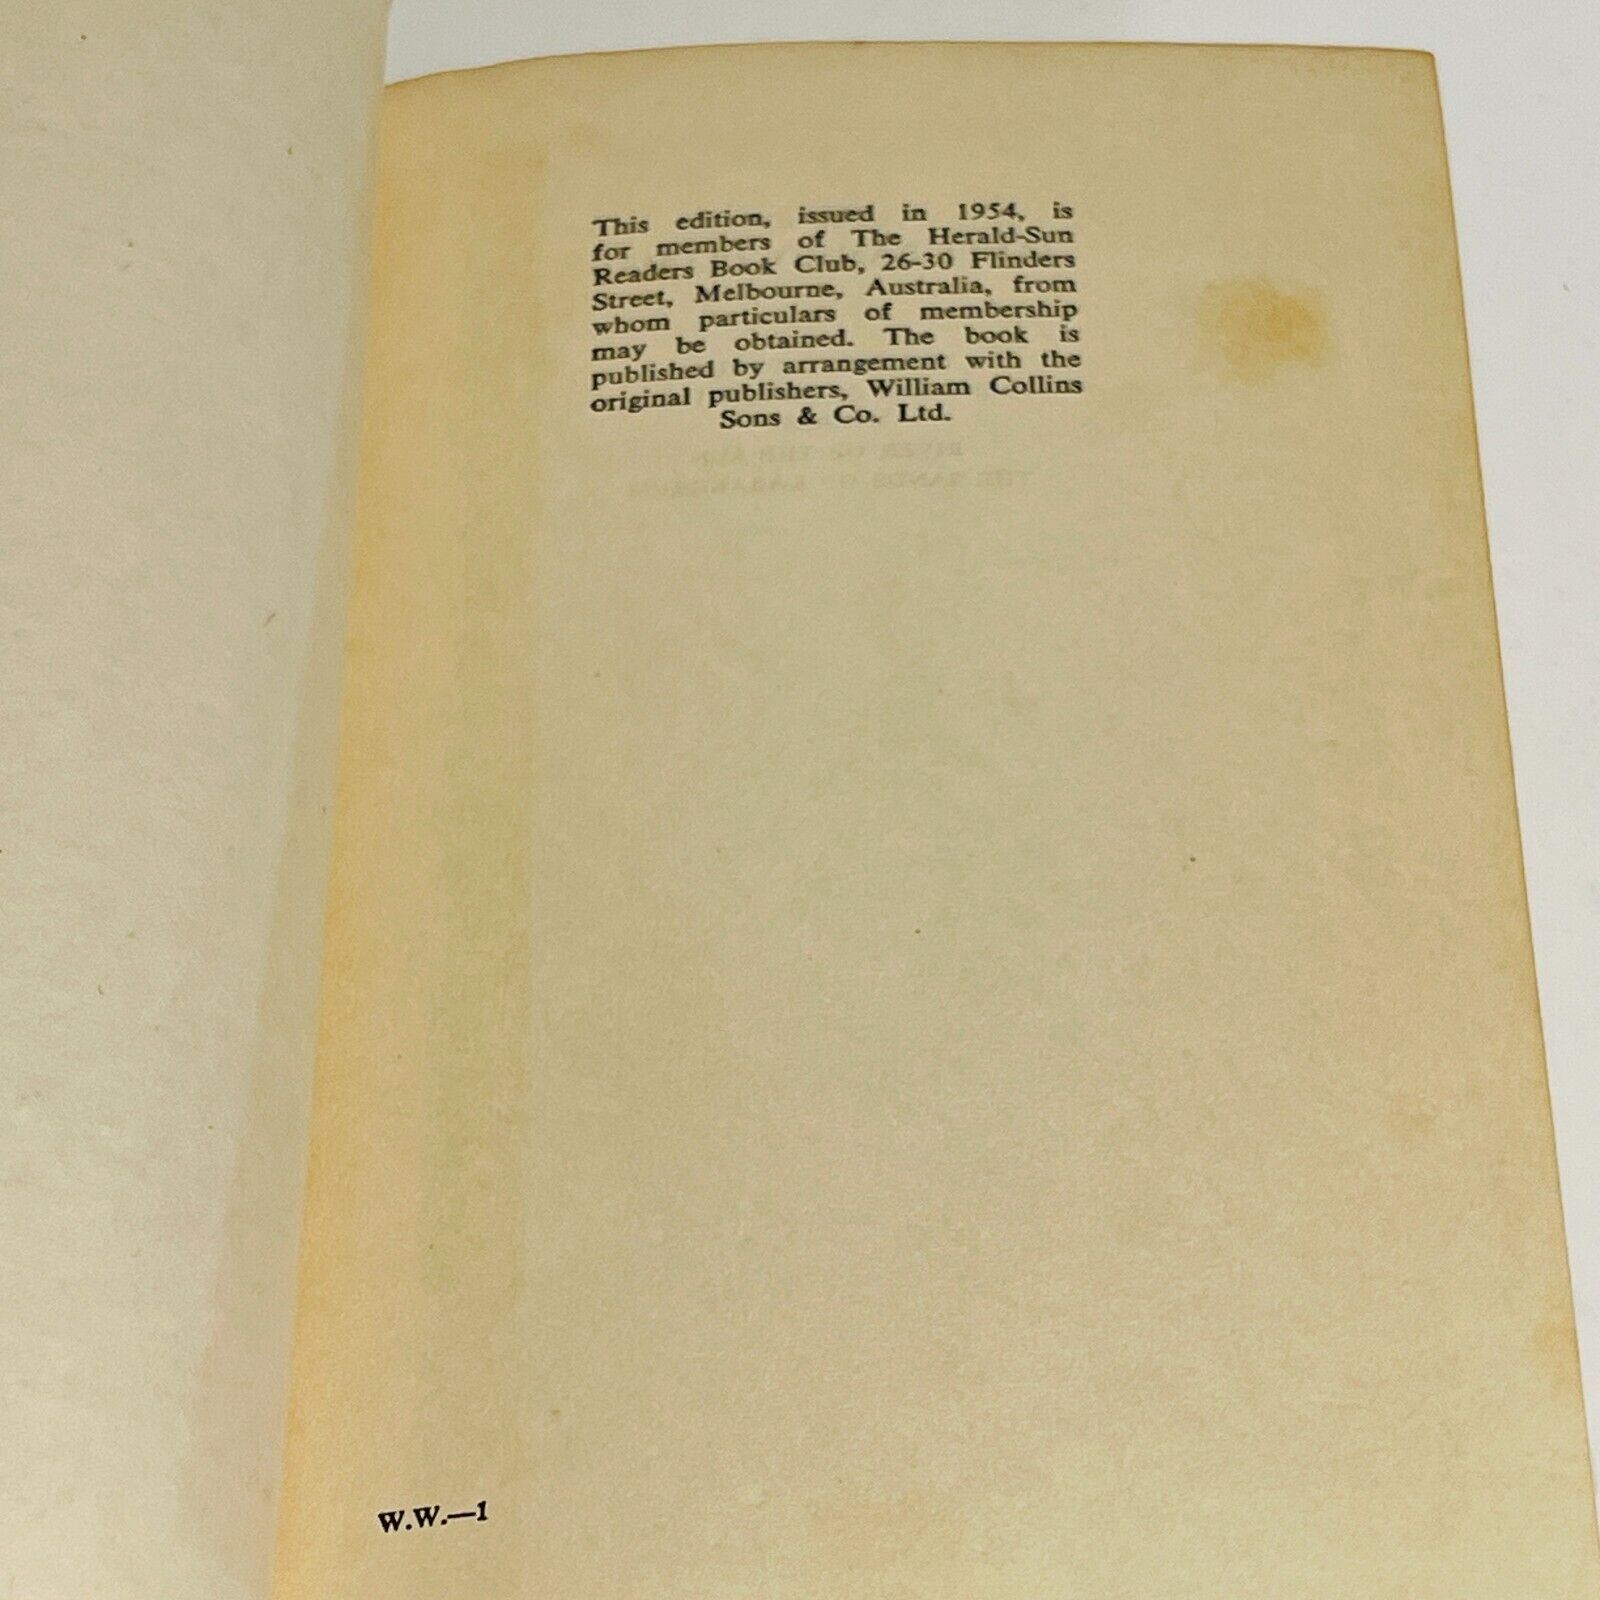 This edition, issued in 1954, is
for members of The Herald-Sun
Readers Book Club, 26-30 Flinders
Street, Melbourne, Australia, from
whom particulars of membership
may be obtained. The book is
published by arrangement with the
original publishers, William Collins
Sons & Co. Ltd.
W.W.—1